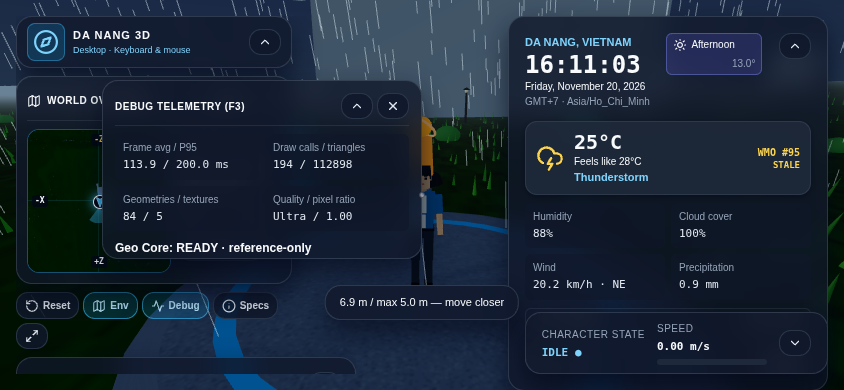 DA NANG 3D
Desktop · Keyboard & mouse
WORLD OV
-Z
-X
+Z
DEBUG TELEMETRY (F3)
Frame avg / P95
113.9 / 200.0 ms
Draw calls / triangles
194 / 112898
Geometries / textures
84 / 5
Quality / pixel ratio
Ultra / 1.00
Geo Core: READY · reference-only
Reset
Env
Debug
Specs
6.9 m / max 5.0 m — move closer
DA NANG, VIETNAM
16:11:03
Friday, November 20, 2026
GMT+7 · Asia/Ho_Chi_Minh
Afternoon
13.0°
25°C
Feels like 28°C
Thunderstorm
WMO #95
STALE
Humidity
88%
Cloud cover
100%
Wind
20.2 km/h · NE
Precipitation
0.9 mm
CHARACTER STATE
IDLE ●
SPEED
0.00 m/s